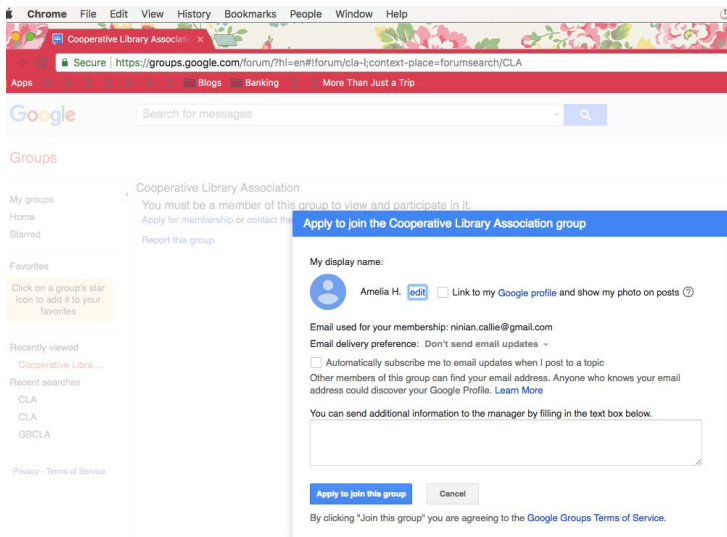 Chrome File Edit View History Bookmarks People Window Help
Cooperative Library Associatio ×
Secure | https://groups.google.com/forum/?hl=en#!forum/cla-l;context-place=forumsearch/CLA
Apps Blogs Banking More Than Just a Trip
Google Search for messages
Groups
My groups
Home
Starred
Favorites
Click on a group's star
icon to add it to your
favorites
Recently viewed
Cooperative Libra...
Recent searches
CLA
CLA
GBCLA
Privacy - Terms of Service
Cooperative Library Association
You must be a member of this group to view and participate in it.
Apply for membership or contact the
Report this group
Apply to join the Cooperative Library Association group
My display name:
Amelia H. edit Link to my Google profile and show my photo on posts ?
Email used for your membership: ninian.callie@gmail.com
Email delivery preference: Don't send email updates
Automatically subscribe me to email updates when I post to a topic
Other members of this group can find your email address. Anyone who knows your email
address could discover your Google Profile. Learn More
You can send additional information to the manager by filling in the text box below.
Apply to join this group Cancel
By clicking "Join this group" you are agreeing to the Google Groups Terms of Service.